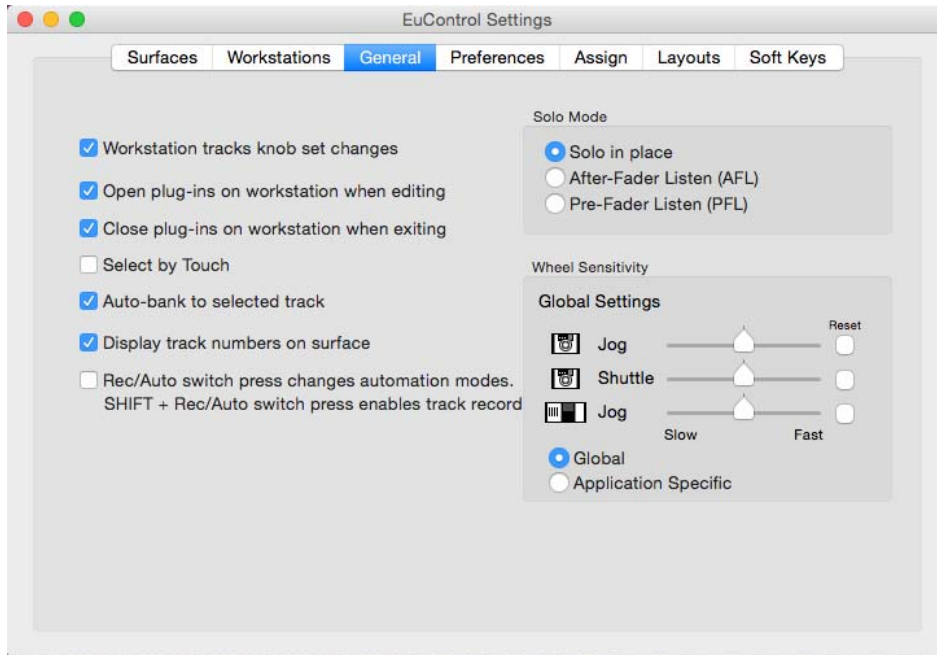 EuControl Settings
Surfaces Workstations General Preferences Assign Layouts Soft Keys
Workstation tracks knob set changes
Open plug-ins on workstation when editing
Close plug-ins on workstation when exiting
Select by Touch
Auto-bank to selected track
Display track numbers on surface
Rec/Auto switch press changes automation modes.
SHIFT + Rec/Auto switch press enables track record
Solo Mode
Solo in place
After-Fader Listen (AFL)
Pre-Fader Listen (PFL)
Wheel Sensitivity
Global Settings
Reset
Jog
Shuttle
Jog
Slow Fast
Global
Application Specific